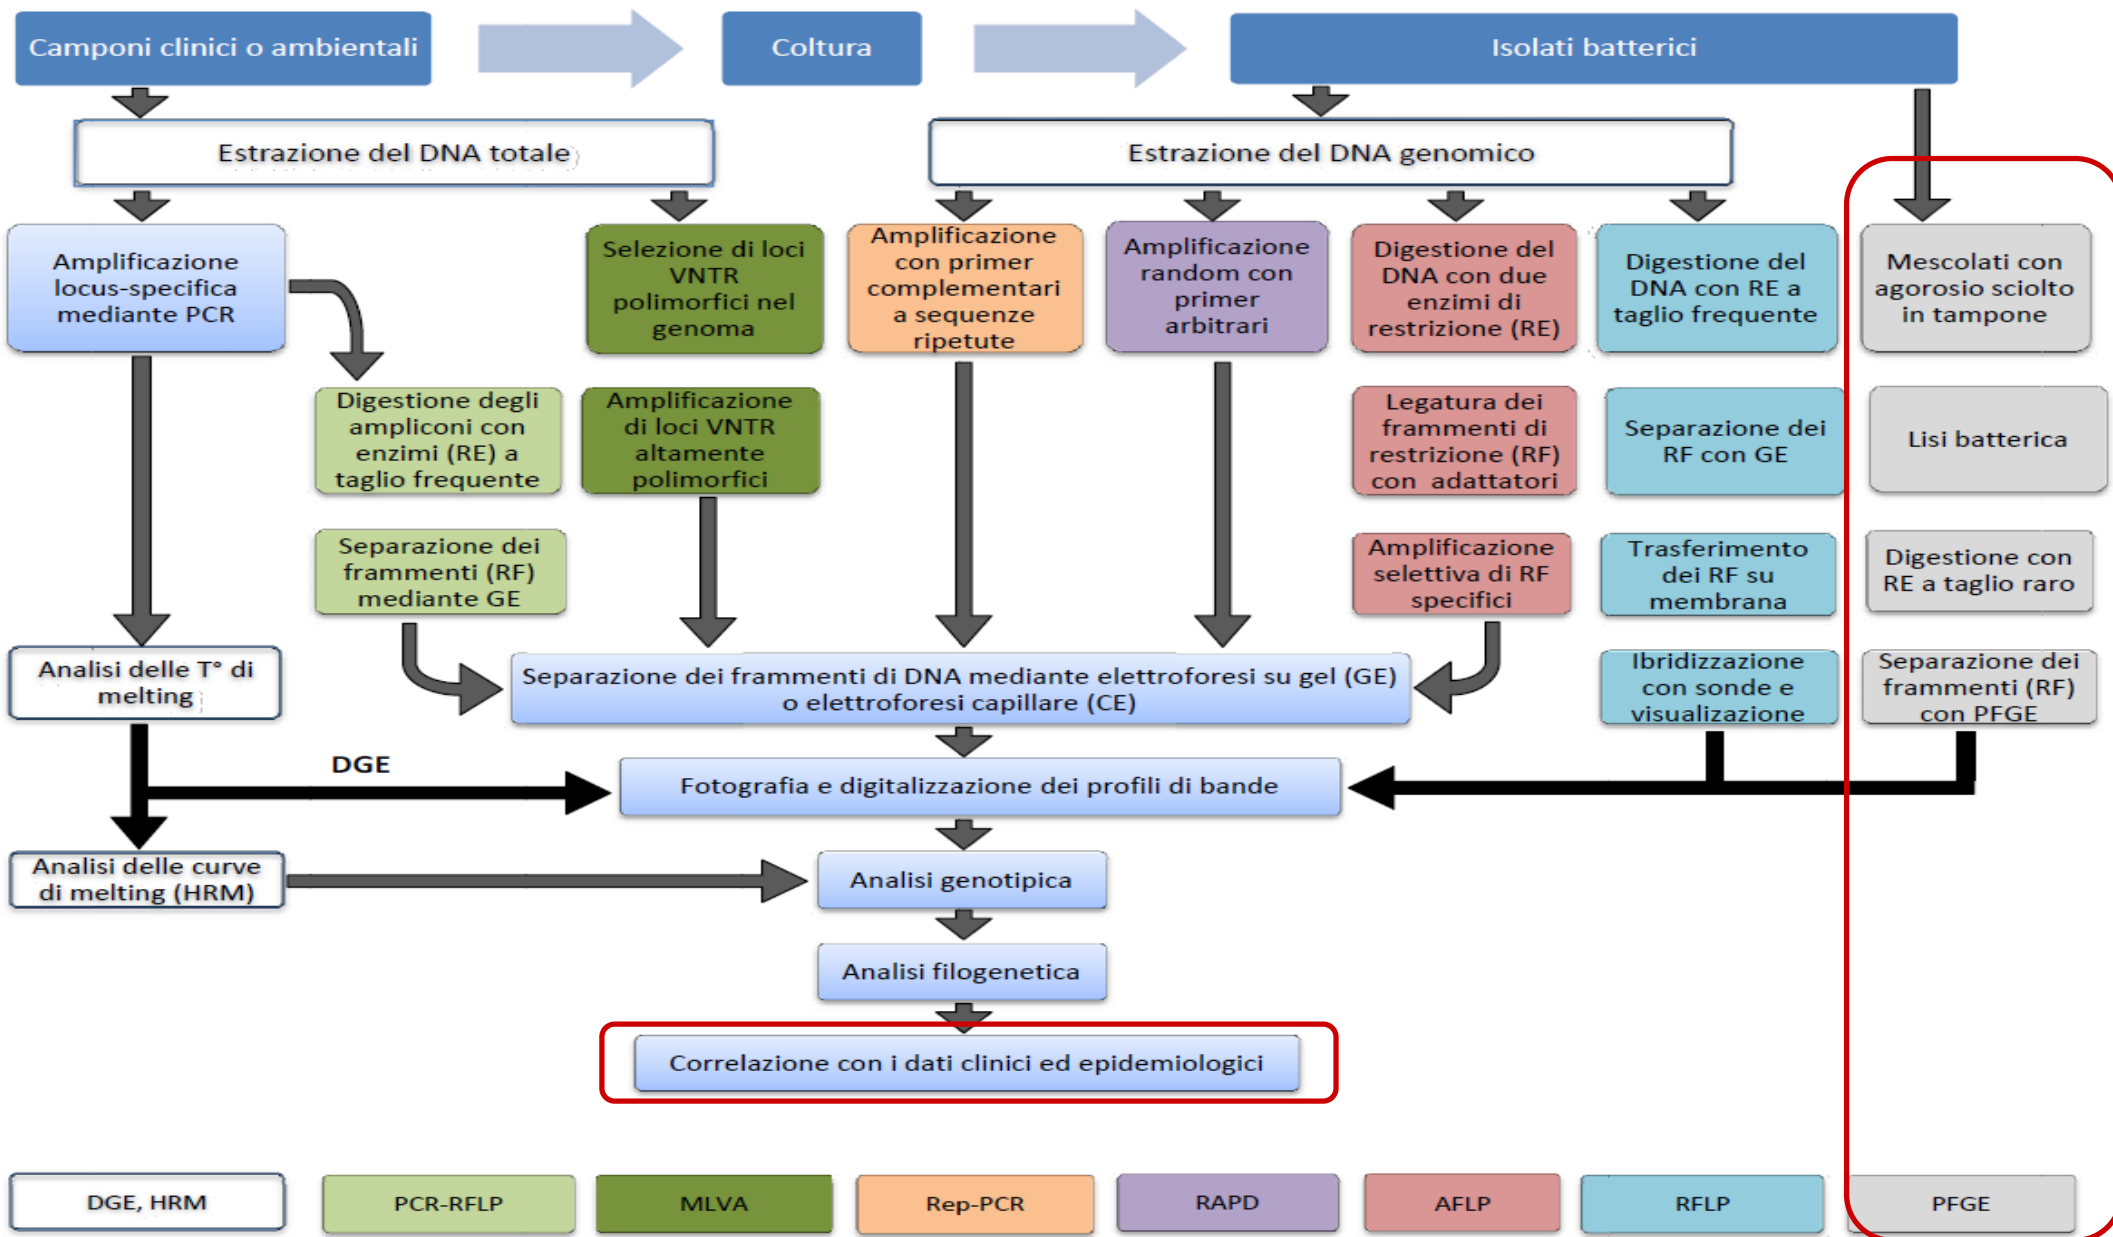 Camponi clinici o ambientali
Coltura
Isolati batterici
Estrazione del DNA totale
Estrazione del DNA genomico
Amplificazione
locus-specifica
mediante PCR
Selezione di loci
VNTR
polimorfici nel
genoma
Amplificazione
con primer
complementari
a sequenze
ripetute
Amplificazione
random con
primer
arbitrari
Digestione del
DNA con due
enzimi di
restrizione (RE)
Digestione del
DNA con RE a
taglio frequente
Mescolati con
agorosio sciolto
in tampone
Digestione degli
ampliconi con
enzimi (RE) a
taglio frequente
Amplificazione
di loci VNTR
altamente
polimorfici
Legatura dei
frammenti di
restrizione (RF)
con adattatori
Separazione dei
RF con GE
Lisi batterica
Separazione dei
frammenti (RF)
mediante GE
Amplificazione
selettiva di RF
specifici
Trasferimento
dei RF su
membrana
Digestione con
RE a taglio raro
Analisi delle T° di
melting
Separazione dei frammenti di DNA mediante elettroforesi su gel (GE)
o elettroforesi capillare (CE)
Ibridizzazione
con sonde e
visualizzazione
Separazione dei
frammenti (RF)
con PFGE
DGE
Fotografia e digitalizzazione dei profili di bande
Analisi delle curve
di melting (HRM)
Analisi genotipica
Analisi filogenetica
Correlazione con i dati clinici ed epidemiologici
DGE, HRM
PCR-RFLP
MLVA
Rep-PCR
RAPD
AFLP
RFLP
PFGE